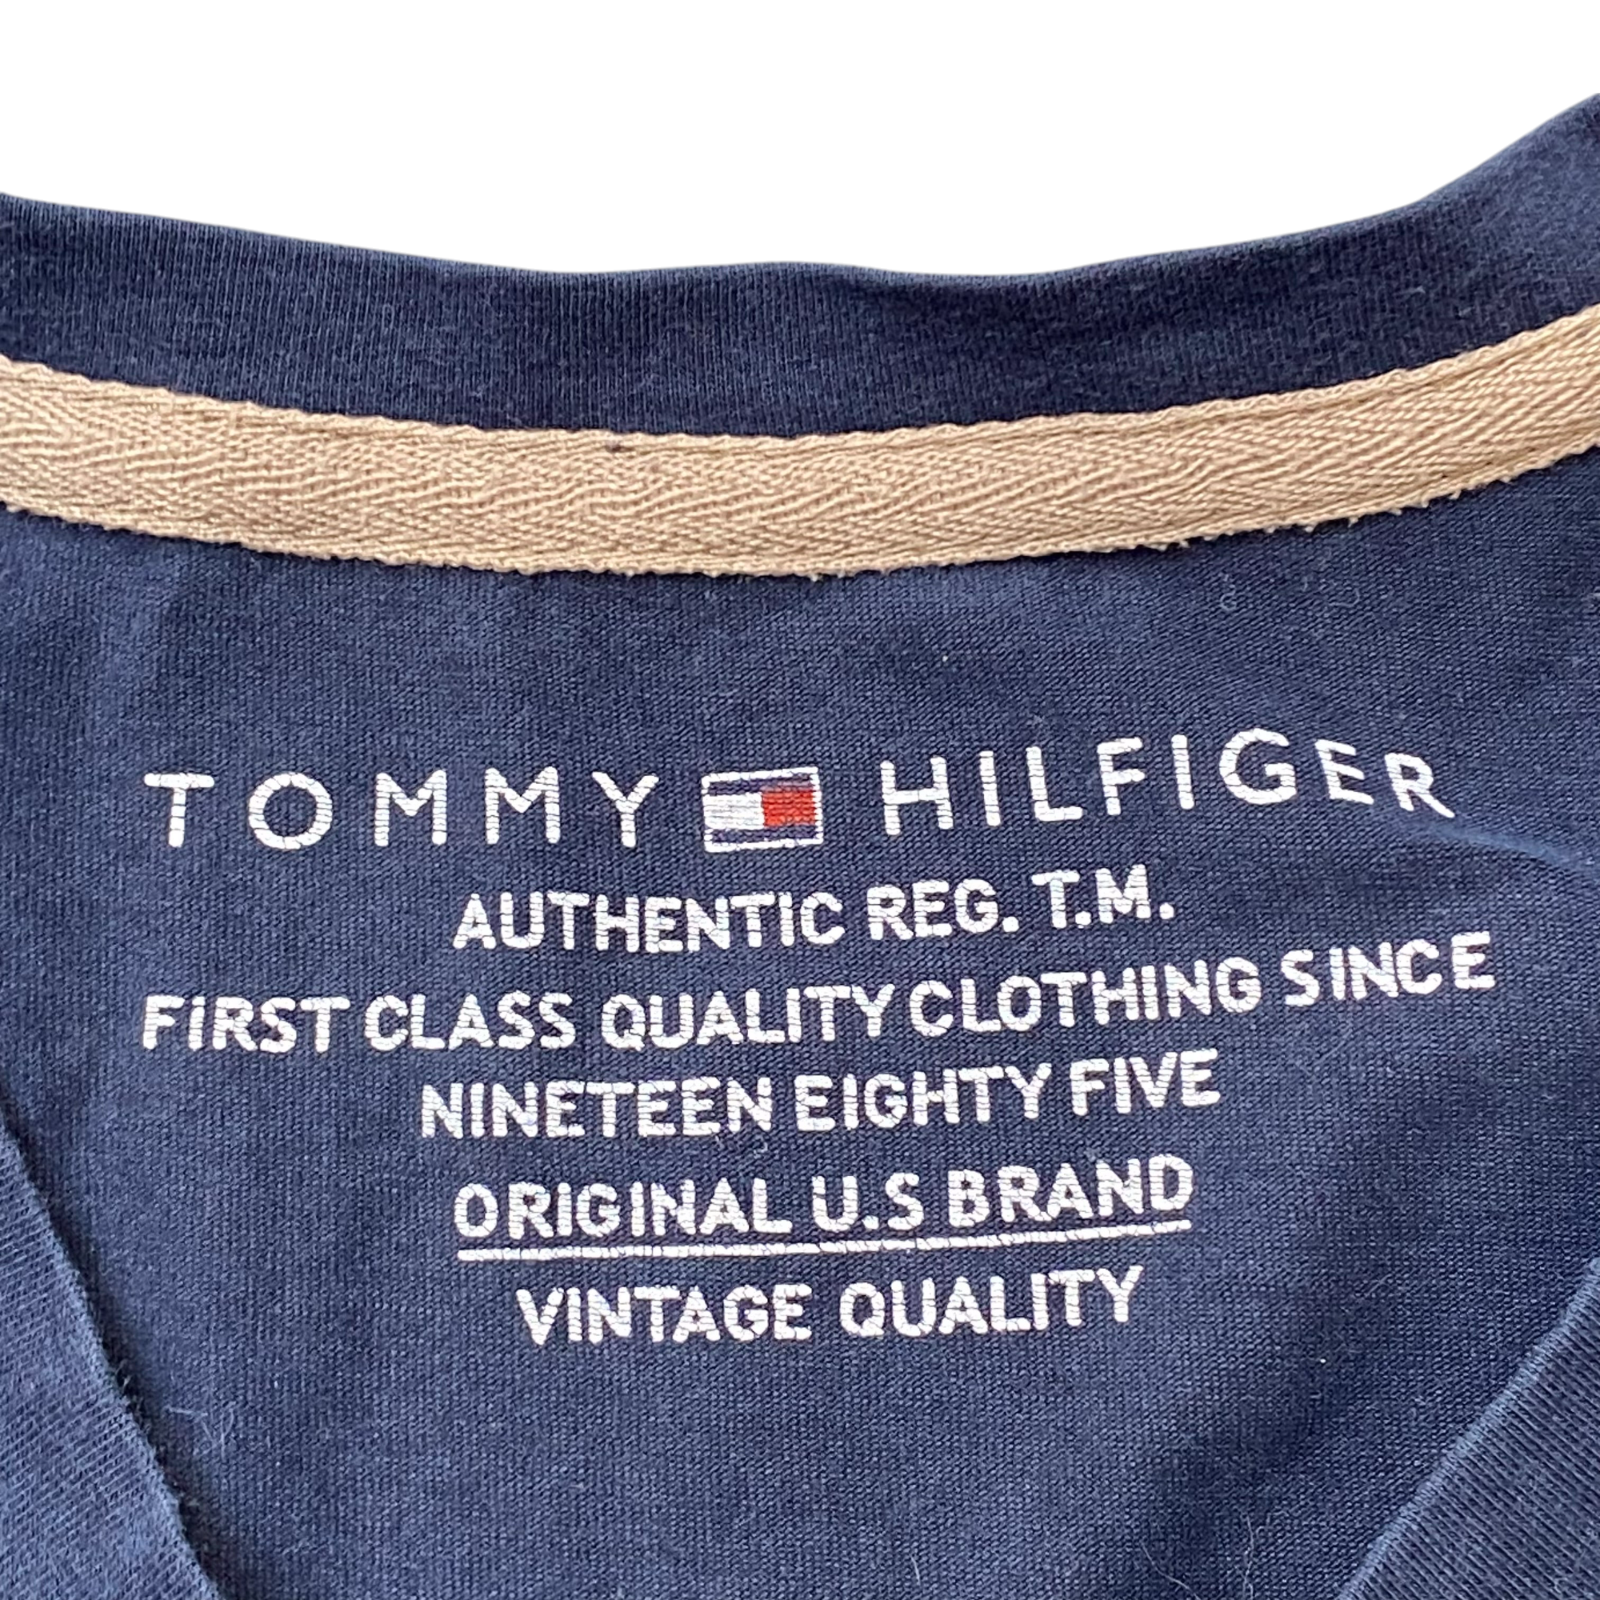 TOMMY HILFIGER
AUTHENTIC REG. T.M.
FIRST CLASS QUALITY CLOTHING SINCE
NINETEEN EIGHTY FIVE
ORIGINAL U.S BRAND
VINTAGE QUALITY